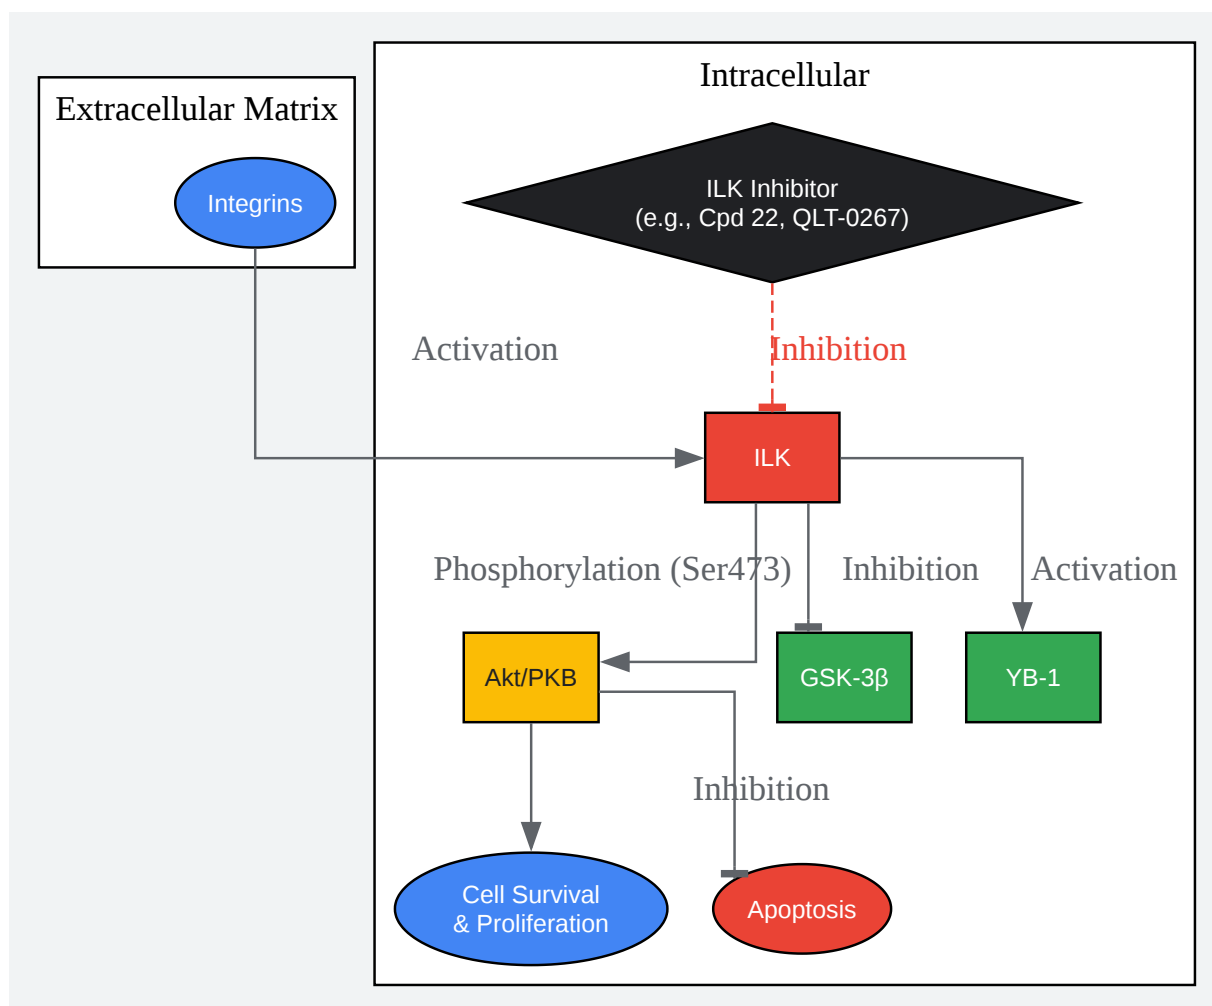 Intracellular
Extracellular Matrix
Integrins
ILK Inhibitor
(e.g., Cpd 22, QLT-0267)
Activation
Inhibition
ILK
Phosphorylation (Ser473)
Inhibition
Activation
Akt/PKB
GSK-3β
YB-1
Inhibition
Cell Survival
& Proliferation
Apoptosis